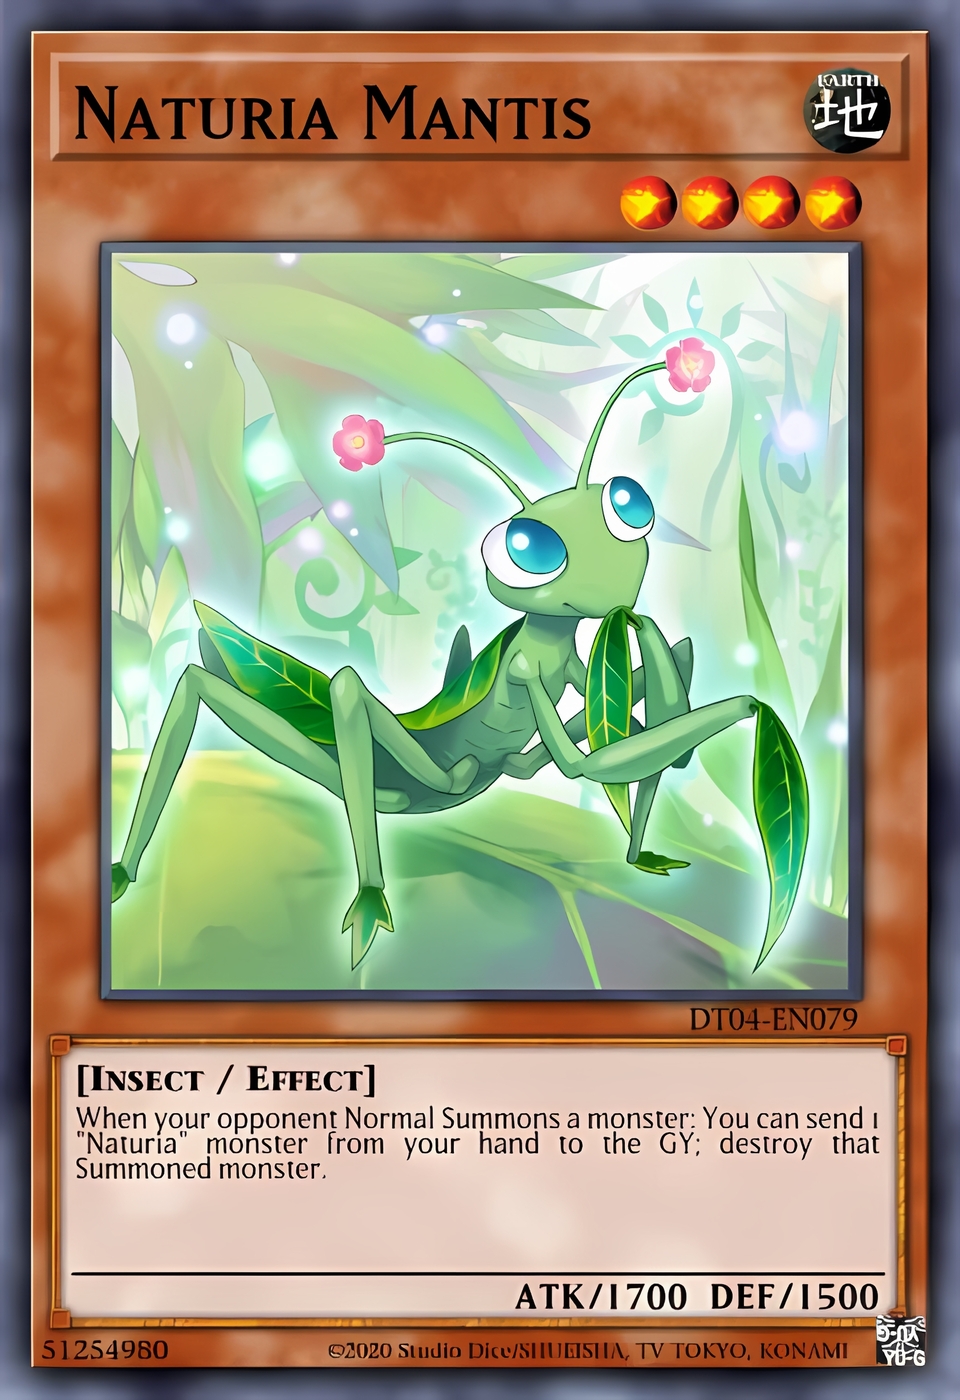 NATURIA MANTIS
EARTH
地
DT04-EN079
[INSECT / EFFECT]
When your opponent Normal Summons a monster: You can send 1
"Naturia" monster from your hand to the GY; destroy that
Summoned monster.
ATK/1700 DEF/1500
51254980
©2020 Studio Dice/SHUEISHA, TV TOKYO, KONAMI